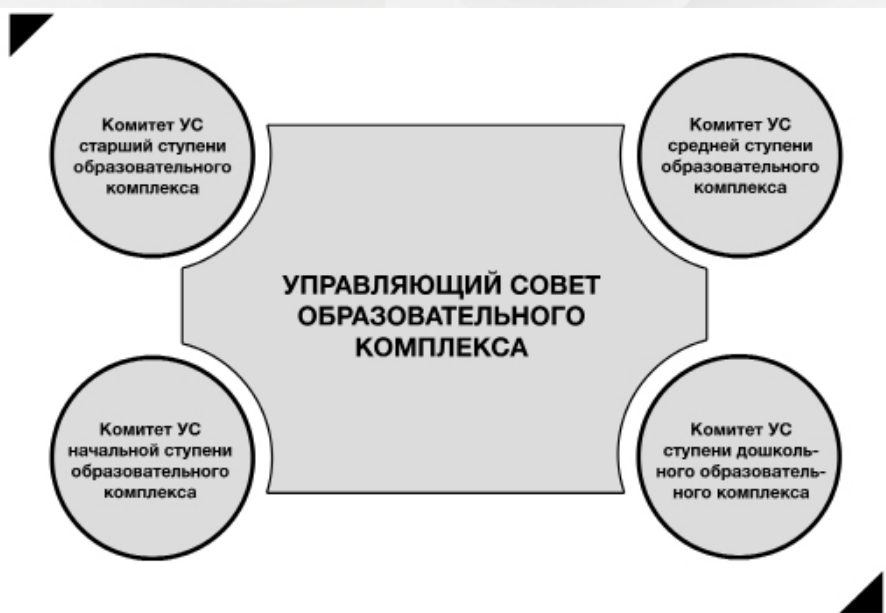 Комитет УС
старший ступени
образовательного
комплекса
Комитет УС
средней ступени
образовательного
комплекса
УПРАВЛЯЮЩИЙ СОВЕТ
ОБРАЗОВАТЕЛЬНОГО
КОМПЛЕКСА
Комитет УС
начальной ступени
образовательного
комплекса
Комитет УС
ступени дошколь-
ного образователь-
ного комплекса